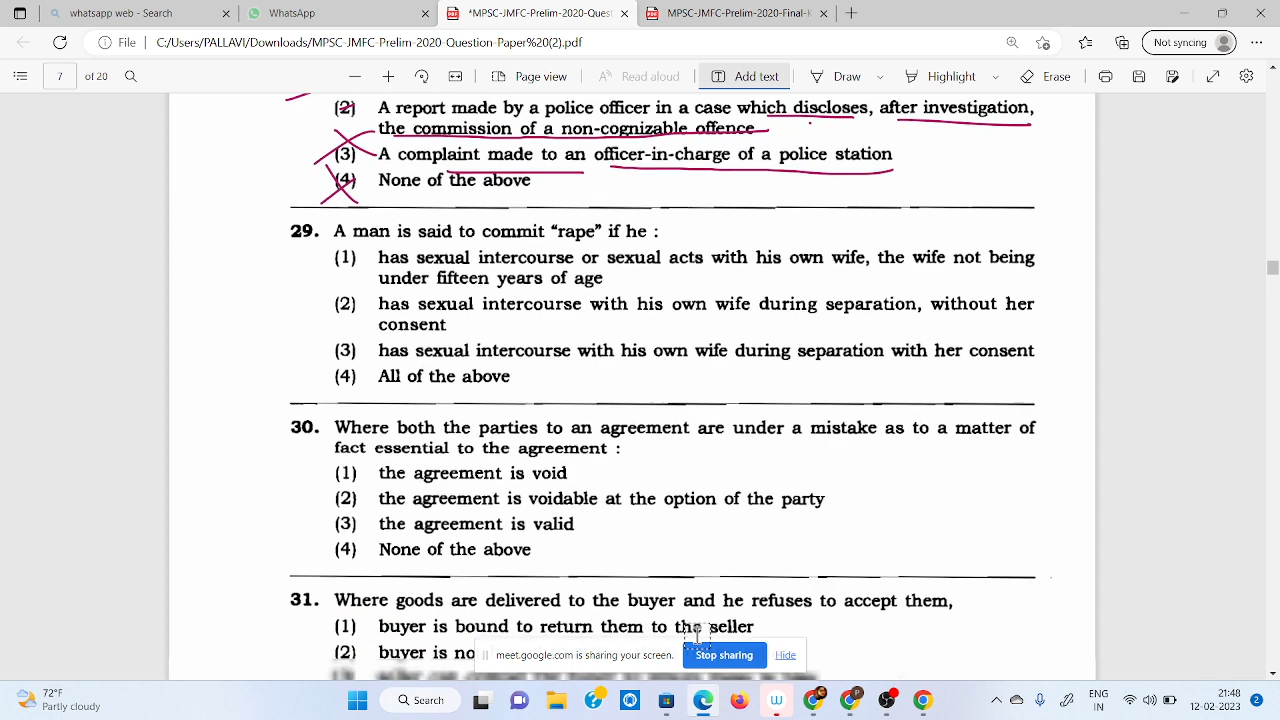 whatsapp web - Search
WhatsApp
*MPSC-JMFC-Prelim-2020-Quest
MPSC-JMFC-Prelim-2020-Final-
File
C:/Users/PALLAVI/Downloads/MPSC JMFC-Prelim-2020-Question Paper%20(2).pdf
Not syncing
7 of 20
Page view
Read aloud
Add text
Draw
Highlight
Erase
(2) A report made by a police officer in a case which discloses, after investigation,
the commission of a non-cognizable offence
(3) A complaint made to an officer-in-charge of a police station
(4) None of the above
29. A man is said to commit “rape” if he :
(1) has sexual intercourse or sexual acts with his own wife, the wife not being
under fifteen years of age
(2) has sexual intercourse with his own wife during separation, without her
consent
(3) has sexual intercourse with his own wife during separation with her consent
(4) All of the above
30. Where both the parties to an agreement are under a mistake as to a matter of
fact essential to the agreement :
(1) the agreement is void
(2) the agreement is voidable at the option of the party
(3) the agreement is valid
(4) None of the above
31. Where goods are delivered to the buyer and he refuses to accept them,
(1) buyer is bound to return them to the seller
(2) buyer is no
meet.google.com is sharing your screen.
Stop sharing
Hide
72°F
Partly cloudy
Search
ENG
IN
18:48
12-02-2023
2